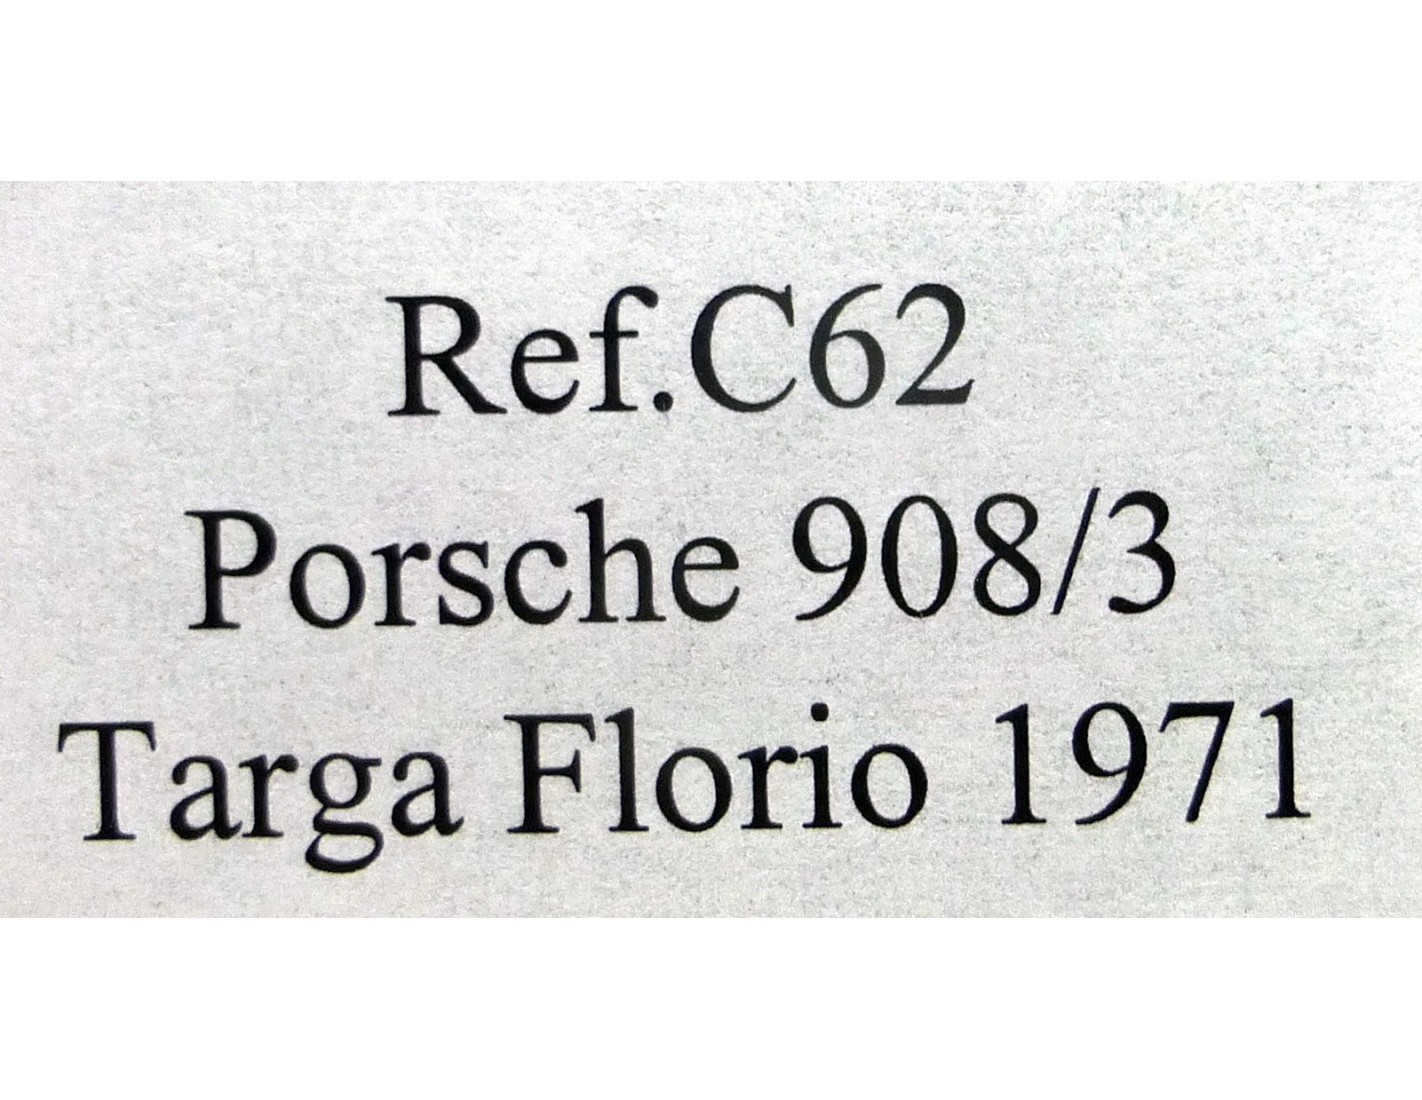 Ref.C62
Porsche 908/3
Targa Florio 1971